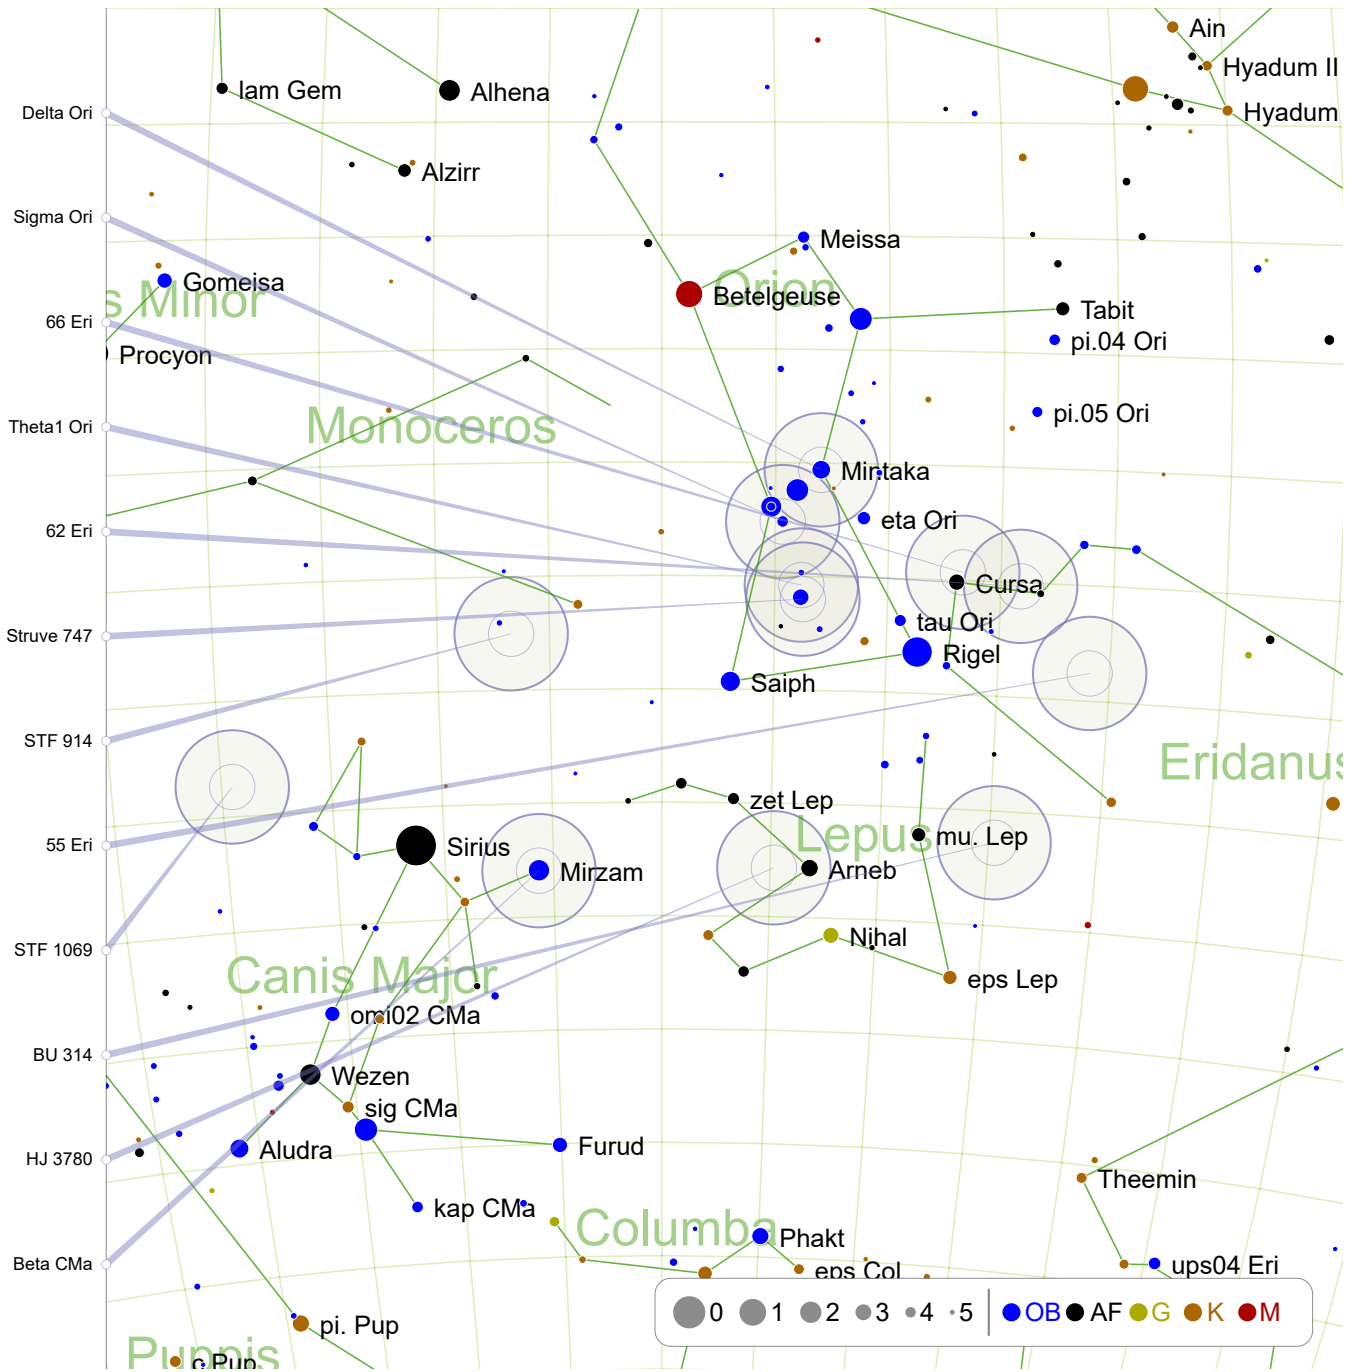 Ain
Hyadum II
lam Gem
Alhena
Delta Ori
Hyadum
Alzirr
Sigma Ori
Meissa
Gomeisa
s Minor
Orion
Betelgeuse
Tabit
66 Eri
pi.04 Ori
Procyon
Monoceros
pi.05 Ori
Theta1 Ori
Mintaka
eta Ori
62 Eri
Cursa
tau Ori
Struve 747
Rigel
Saiph
STF 914
Eridanus
zet Lep
Lepus
mu. Lep
55 Eri
Sirius
Mirzam
Arneb
Nihal
STF 1069
Canis Major
eps Lep
omi02 CMa
BU 314
Wezen
sig CMa
Aludra
Furud
HJ 3780
Theemin
kap CMa
Columba
Phakt
Beta CMa
eps Col
ups04 Eri
0 1 2 3 4 5 OB AF G K M
pi. Pup
Puppis
c Pup